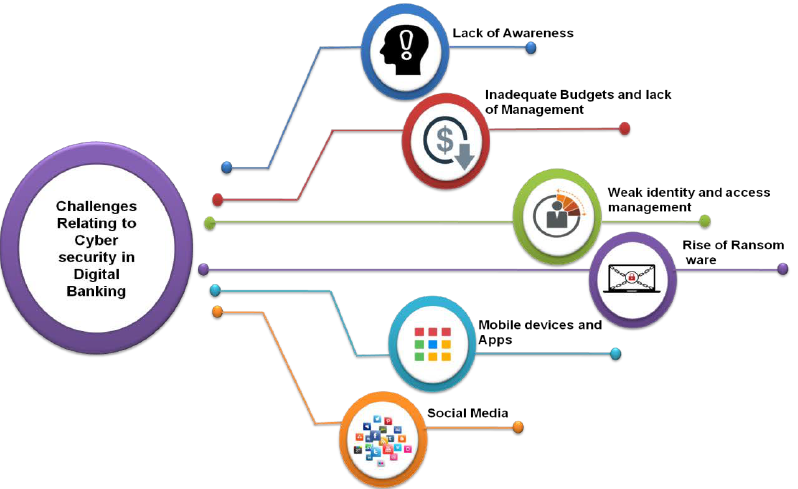 Challenges
Relating to
Cyber
security in
Digital
Banking
Lack of Awareness
Inadequate Budgets and lack
of Management
Weak identity and access
management
Rise of Ransom
ware
Mobile devices and
Apps
Social Media